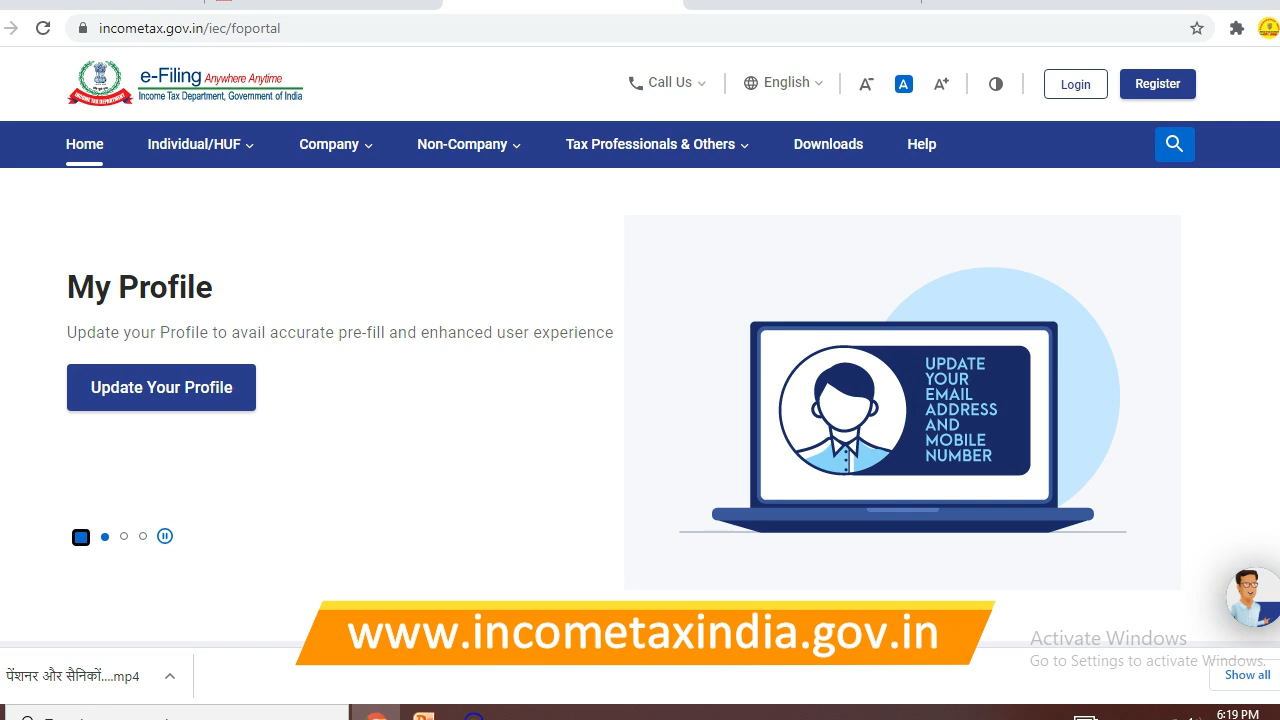 incometax.gov.in/iec/foportal
e-Filing Anywhere Anytime
Income Tax Department, Government of India
Call Us
English
A-
A
A+
Login
Register
Home
Individual/HUF
Company
Non-Company
Tax Professionals & Others
Downloads
Help
My Profile
Update your Profile to avail accurate pre-fill and enhanced user experience
Update Your Profile
UPDATE
YOUR
EMAIL
ADDRESS
AND
MOBILE
NUMBER
www.incometaxindia.gov.in
Activate Windows
Go to Settings to activate Windows.
पेंशनर और सैनिकों....mp4
Show all
6:19 PM